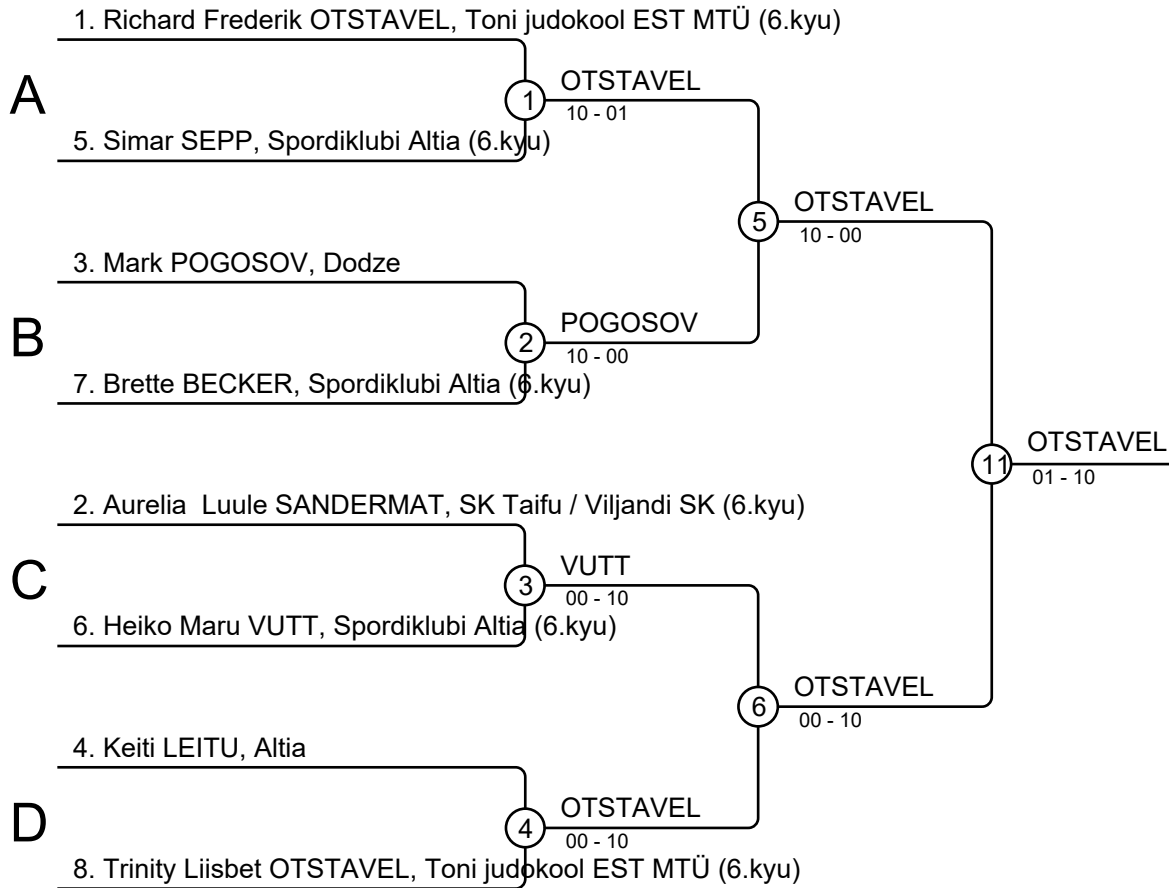 1. Richard Frederik OTSTAVEL, Toni judokool EST MTÜ (6.kyu)
A
1
OTSTAVEL
10 - 01
5. Simar SEPP, Spordiklubi Altia (6.kyu)
5
OTSTAVEL
10 - 00
3. Mark POGOSOV, Dodze
B
2
POGOSOV
10 - 00
7. Brette BECKER, Spordiklubi Altia (6.kyu)
11
OTSTAVEL
01 - 10
2. Aurelia  Luule SANDERMAT, SK Taifu / Viljandi SK (6.kyu)
C
3
VUTT
00 - 10
6. Heiko Maru VUTT, Spordiklubi Altia (6.kyu)
6
OTSTAVEL
00 - 10
4. Keiti LEITU, Altia
D
4
OTSTAVEL
00 - 10
8. Trinity Liisbet OTSTAVEL, Toni judokool EST MTÜ (6.kyu)